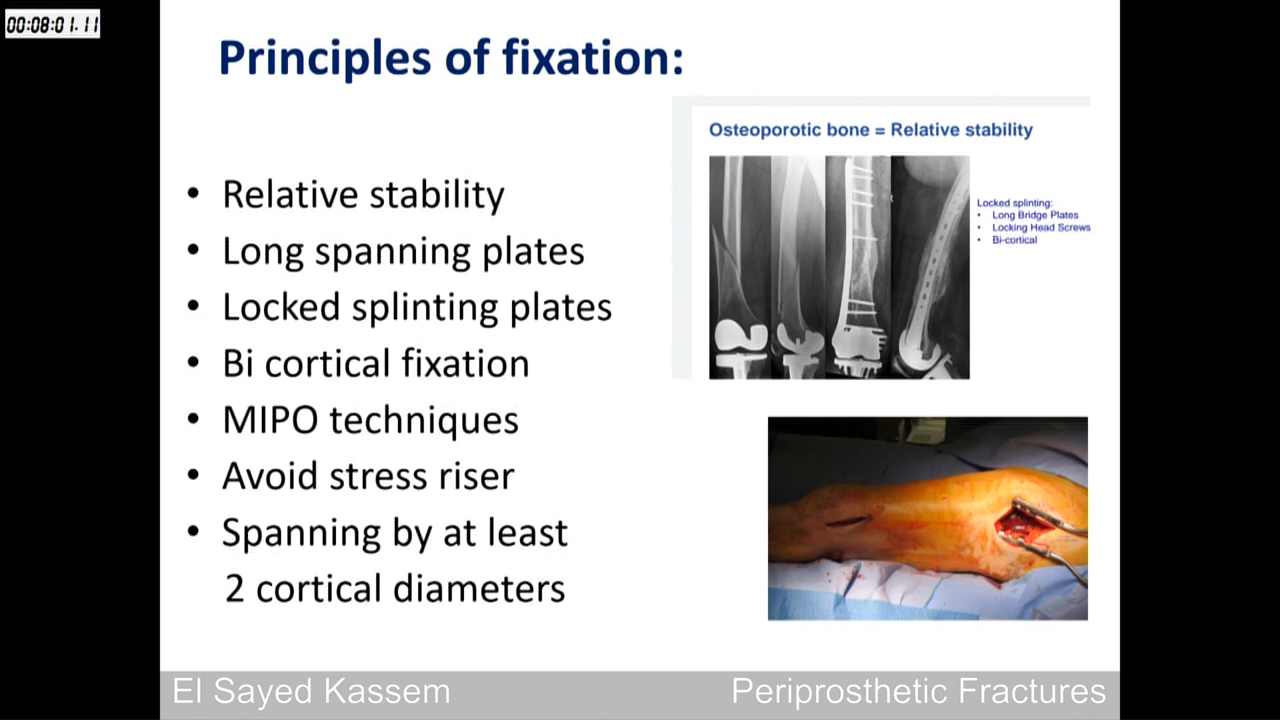 00:08:01.11
Principles of fixation:
• Relative stability
• Long spanning plates
• Locked splinting plates
• Bi cortical fixation
• MIPO techniques
• Avoid stress riser
• Spanning by at least
2 cortical diameters
Osteoporotic bone = Relative stability
Locked splinting:
• Long Bridge Plates
• Locking Head Screws
• Bi-cortical
El Sayed Kassem
Periprosthetic Fractures